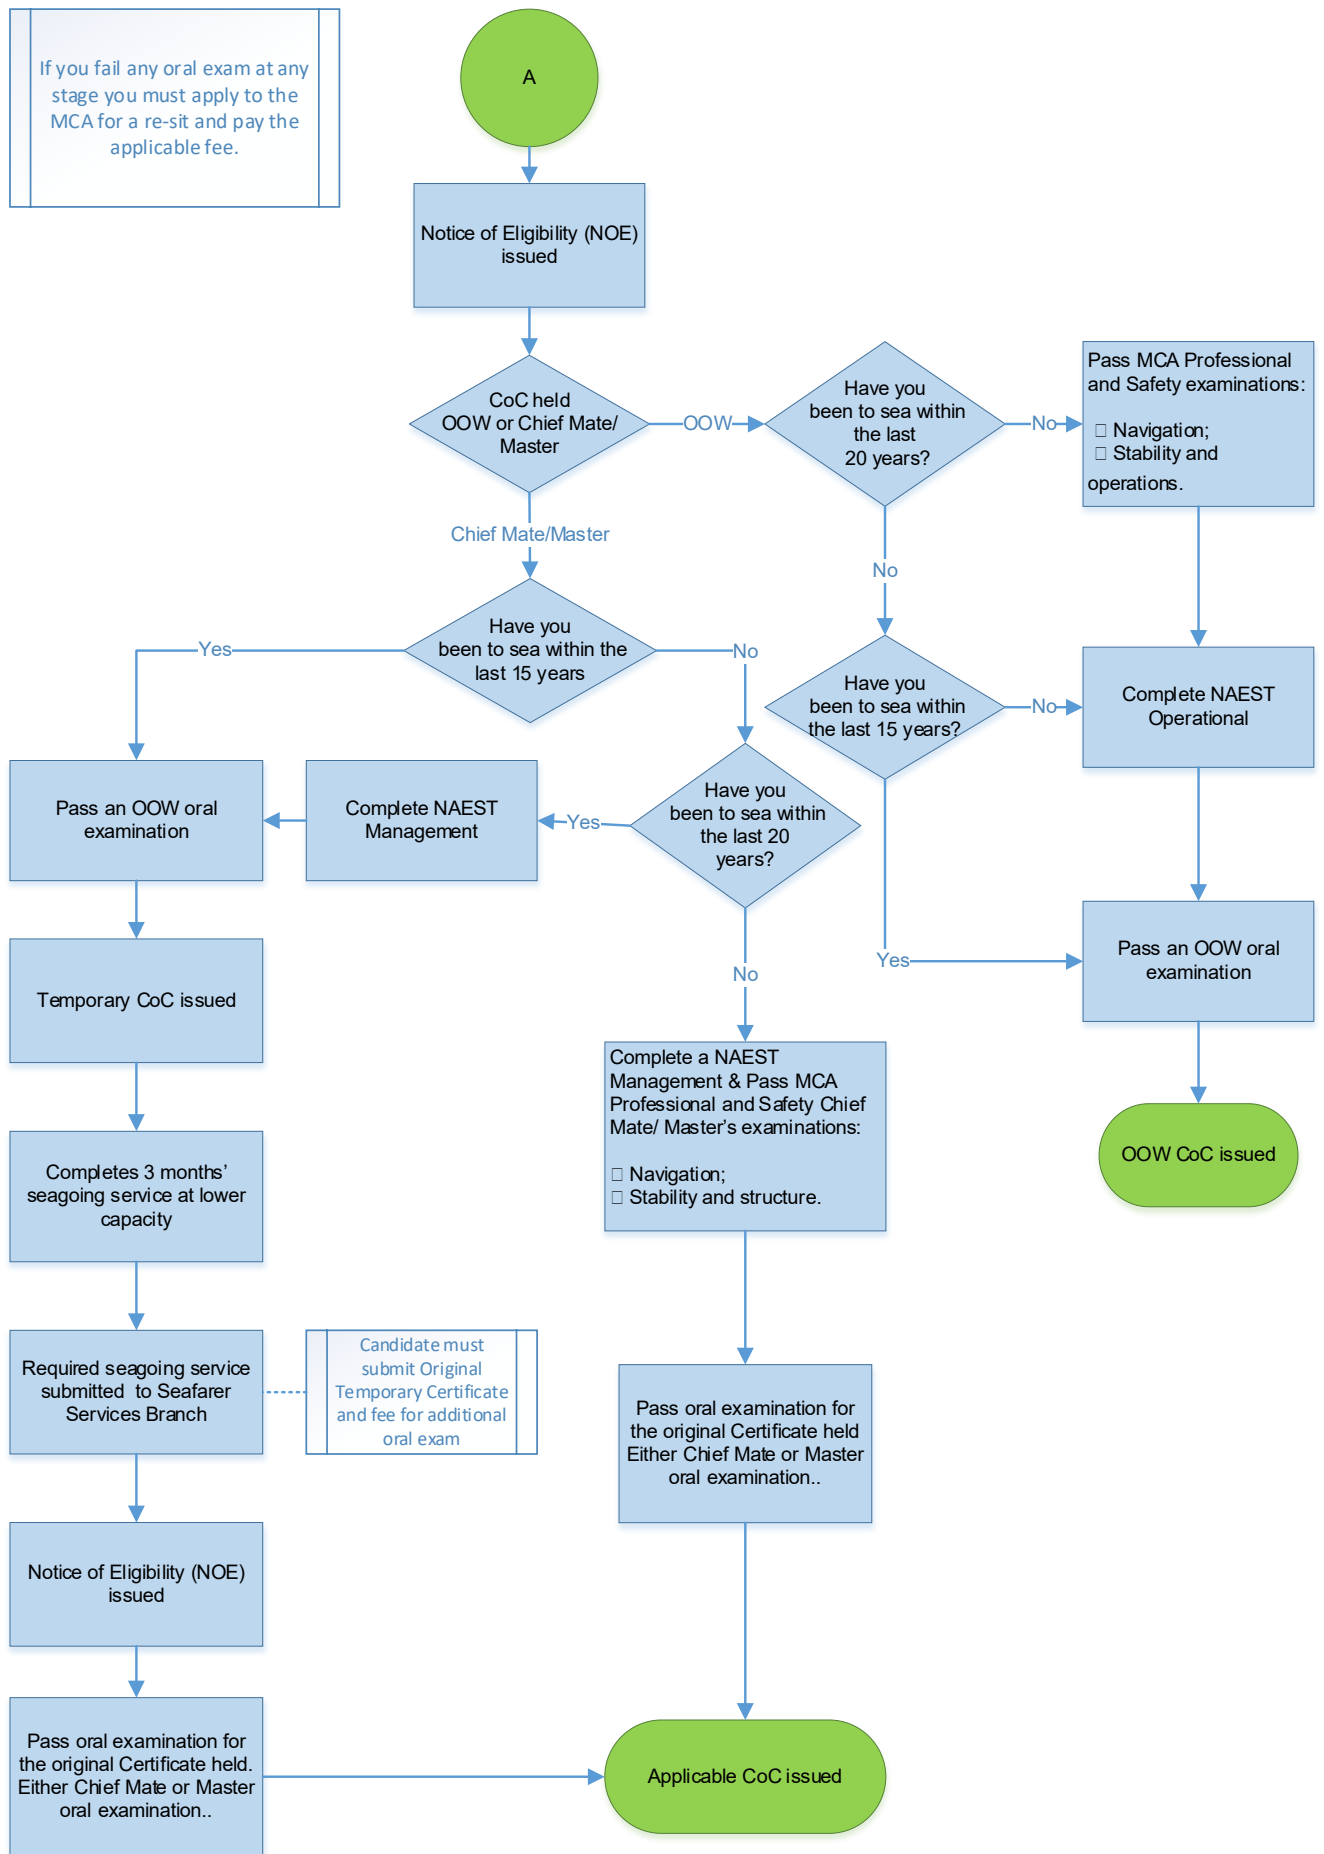 If you fail any oral exam at any
stage you must apply to the
MCA for a re-sit and pay the
applicable fee.
A
Notice of Eligibility (NOE)
issued
CoC held
OOW or Chief Mate/
Master
OOW
Have you
been to sea within
the last
20 years?
No
Pass MCA Professional
and Safety examinations:
□ Navigation;
□ Stability and
operations.
Chief Mate/Master
No
Have you
been to sea within the
last 15 years
Yes
No
Have you
been to sea within
the last 15 years?
No
Complete NAEST
Operational
Pass an OOW oral
examination
Complete NAEST
Management
Yes
Have you
been to sea within
the last 20
years?
Yes
Pass an OOW oral
examination
Temporary CoC issued
No
Complete a NAEST
Management & Pass MCA
Professional and Safety Chief
Mate/ Master's examinations:
□ Navigation;
□ Stability and structure.
OOW CoC issued
Completes 3 months'
seagoing service at lower
capacity
Required seagoing service
submitted to Seafarer
Services Branch
Candidate must
submit Original
Temporary Certificate
and fee for additional
oral exam
Pass oral examination for
the original Certificate held
Either Chief Mate or Master
oral examination..
Notice of Eligibility (NOE)
issued
Pass oral examination for
the original Certificate held.
Either Chief Mate or Master
oral examination..
Applicable CoC issued